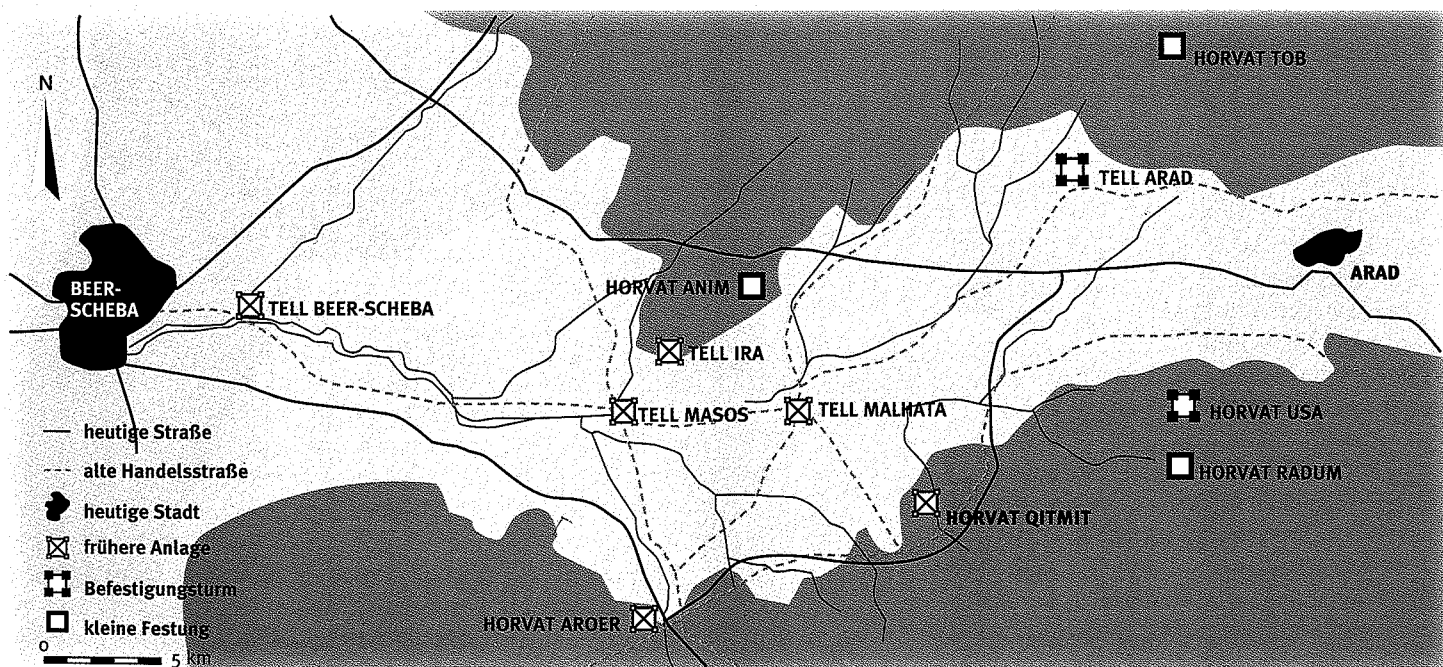 HORVAT TOB
N
TELL ARAD
BEER-
SCHEBA
HORVAT ANIM
ARAD
TELL BEER-SCHEBA
TELL IRA
TELL MASOS
TELL MALHATA
HORVAT USA
heutige Straße
HORVAT RADUM
alte Handelsstraße
heutige Stadt
HORVAT QITMIT
frühere Anlage
Befestigungsturm
HORVAT AROER
kleine Festung
0
5 km